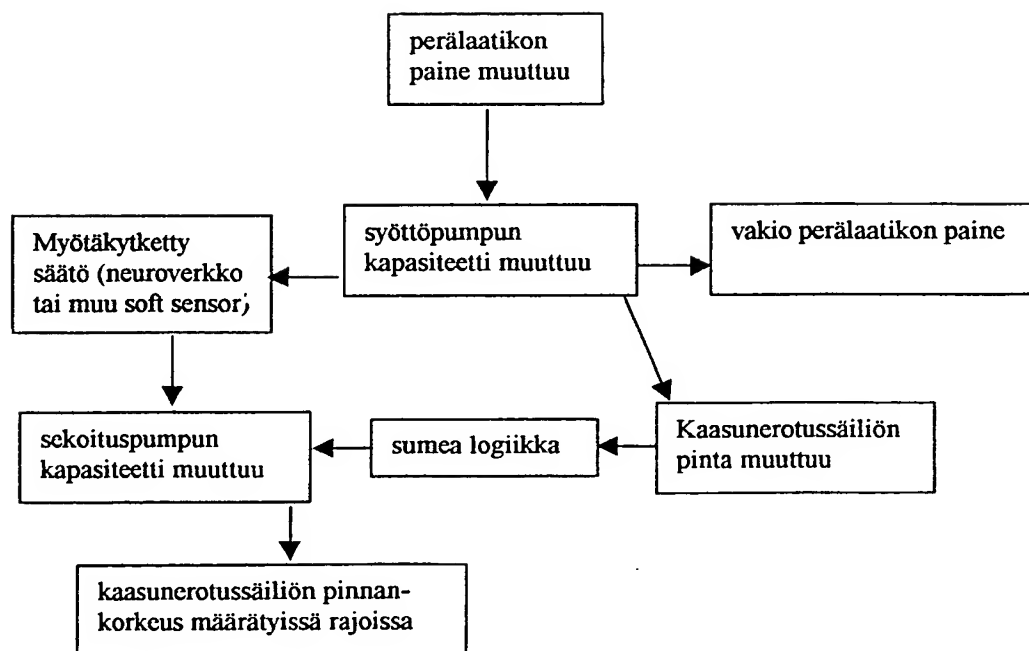 perälaatikon
paine muuttuu
Myötäkytketty
säätö (neuroverkko
tai muu soft sensor)
syöttöpumpun
kapasiteetti muuttuu
vakio perälaatikon paine
sekoituspumpun
kapasiteetti muuttuu
sumea logiikka
Kaasunerotussäiliön
pinta muuttuu
kaasunerotussäiliön pinnan-
korkeus määrätyissä rajoissa